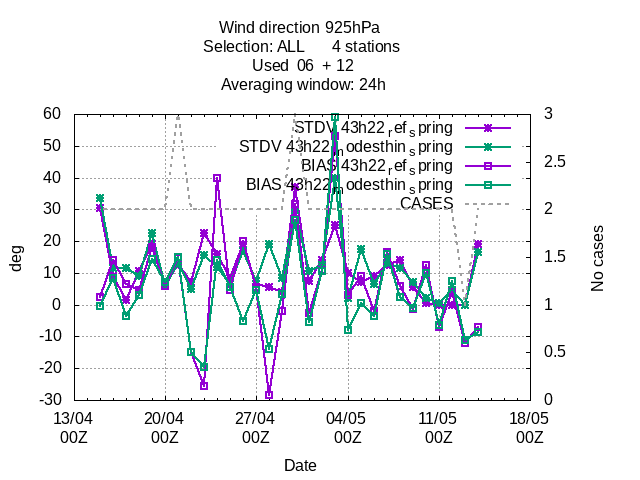 Wind direction 925hPa
Selection: ALL 4 stations
Used 06 + 12
Averaging window: 24h
60
50
40
30
20
10
0
-10
-20
-30
deg
3
2.5
2
1.5
1
0.5
0
No cases
STDV 43h22_ref_spring
STDV 43h22_modesthin_spring
BIAS 43h22_ref_spring
BIAS 43h22_modesthin_spring
CASES
13/04 20/04 27/04 04/05 11/05 18/05
00Z 00Z 00Z 00Z 00Z 00Z
Date